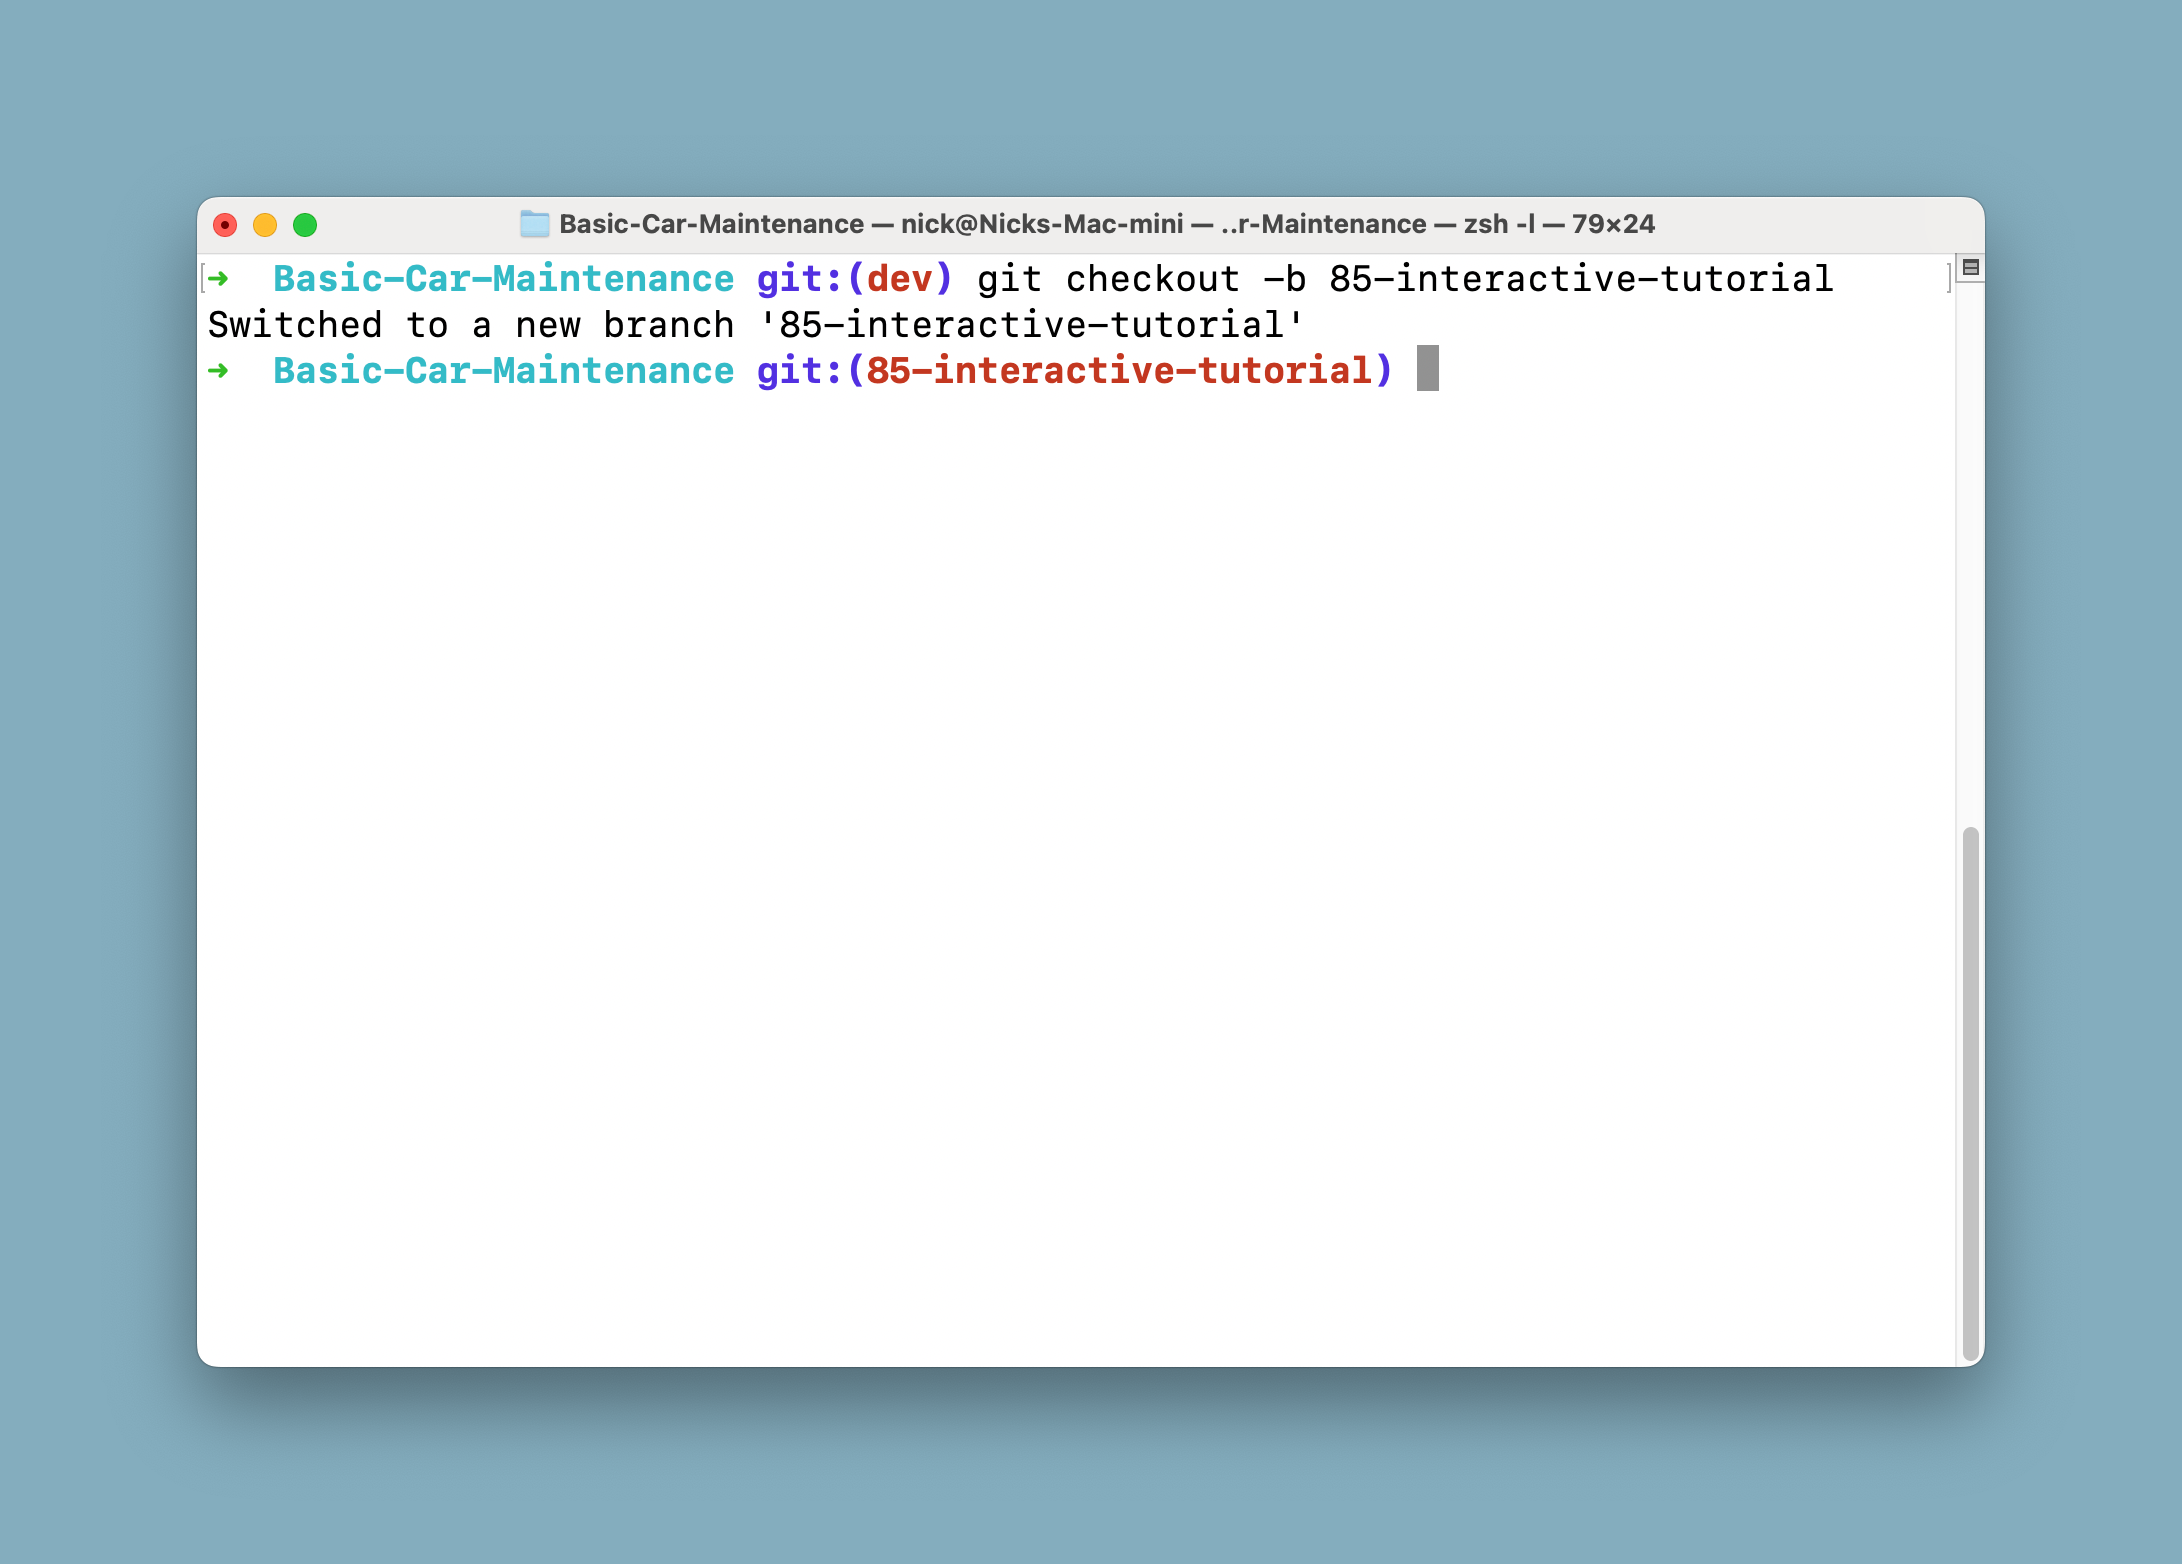 Basic-Car-Maintenance — nick@Nicks-Mac-mini — ..r-Maintenance — zsh -l — 79×24
➜  Basic-Car-Maintenance git:(dev) git checkout -b 85-interactive-tutorial
Switched to a new branch '85-interactive-tutorial'
➜  Basic-Car-Maintenance git:(85-interactive-tutorial)